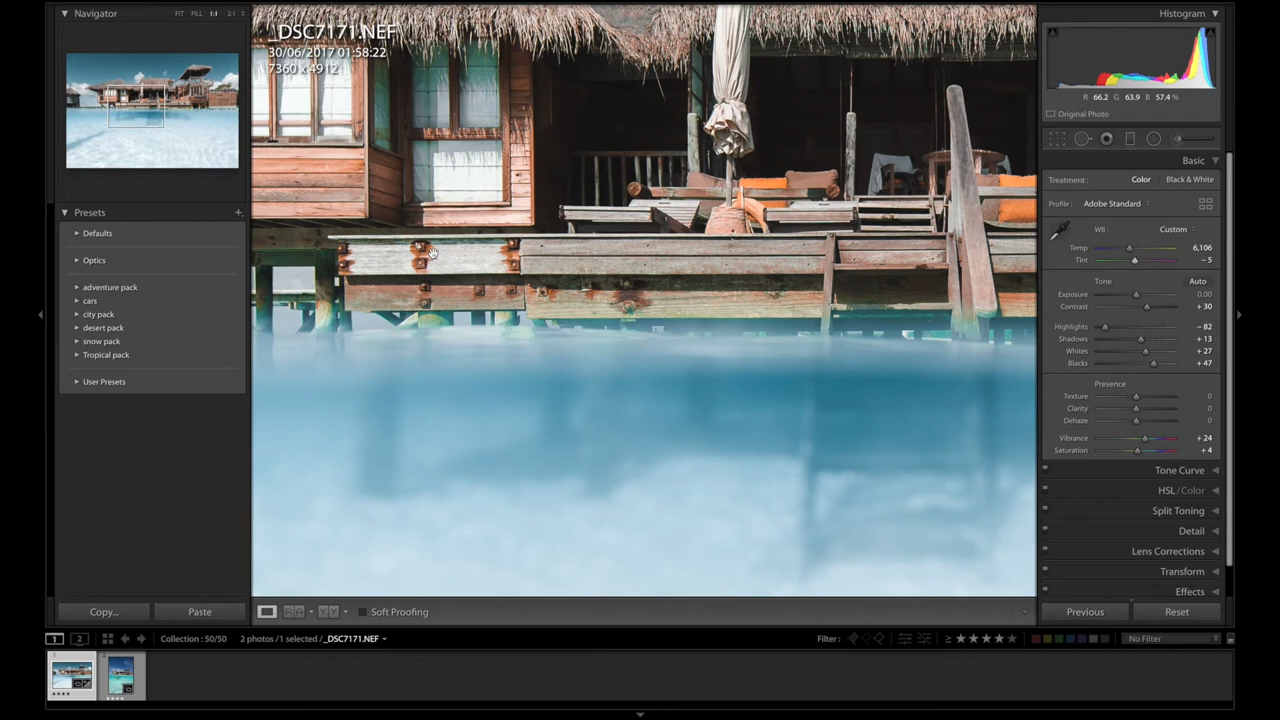 Navigator
FIT FILL 1:1 2:1
_DSC7171.NEF
30/06/2017 01:58:22
7360 x 4912
Histogram
R 66.2 G 63.9 B 57.4 %
Original Photo
Presets
Defaults
Optics
adventure pack
cars
city pack
desert pack
snow pack
Tropical pack
User Presets
Basic
Treatment: Color Black & White
Profile: Adobe Standard
WB: Custom
Temp 6,106
Tint – 5
Tone Auto
Exposure 0.00
Contrast + 30
Highlights – 82
Shadows + 13
Whites + 27
Blacks + 47
Presence
Texture 0
Clarity 0
Dehaze 0
Vibrance + 24
Saturation + 4
Tone Curve
HSL / Color
Split Toning
Detail
Lens Corrections
Transform
Effects
Copy... Paste
Soft Proofing
Previous Reset
1 2 Collection : 50/50 2 photos / 1 selected / _DSC7171.NEF
Filter : ≥ No Filter